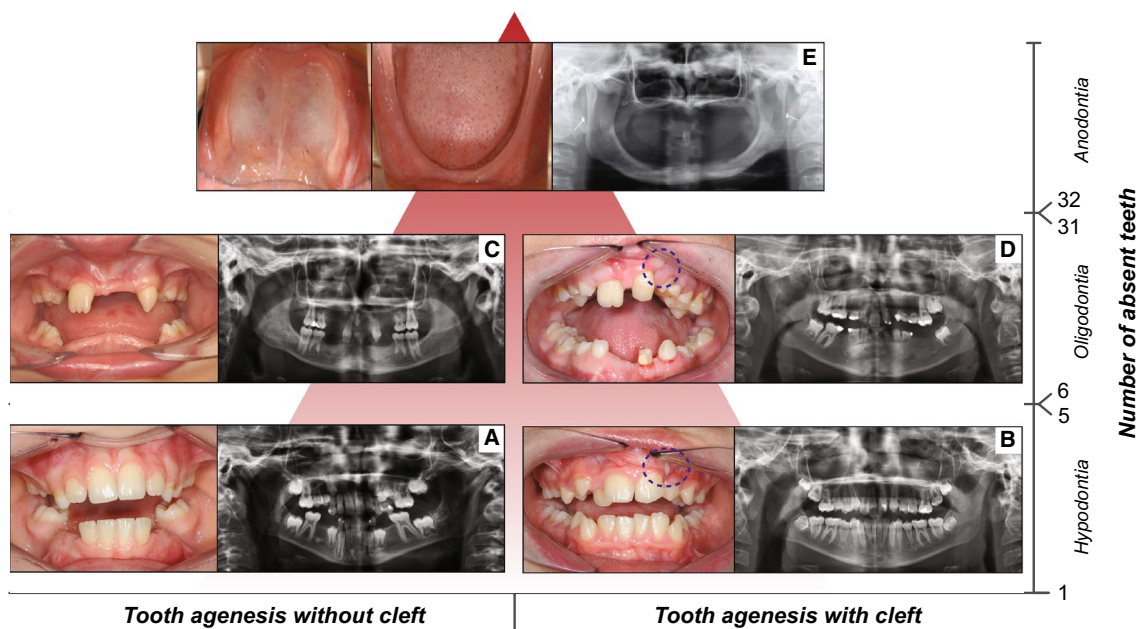 E
Anodontia
32
31
C
D
Oligodontia
Number of absent teeth
6
5
A
B
Hypodontia
1
Tooth agenesis without cleft
Tooth agenesis with cleft